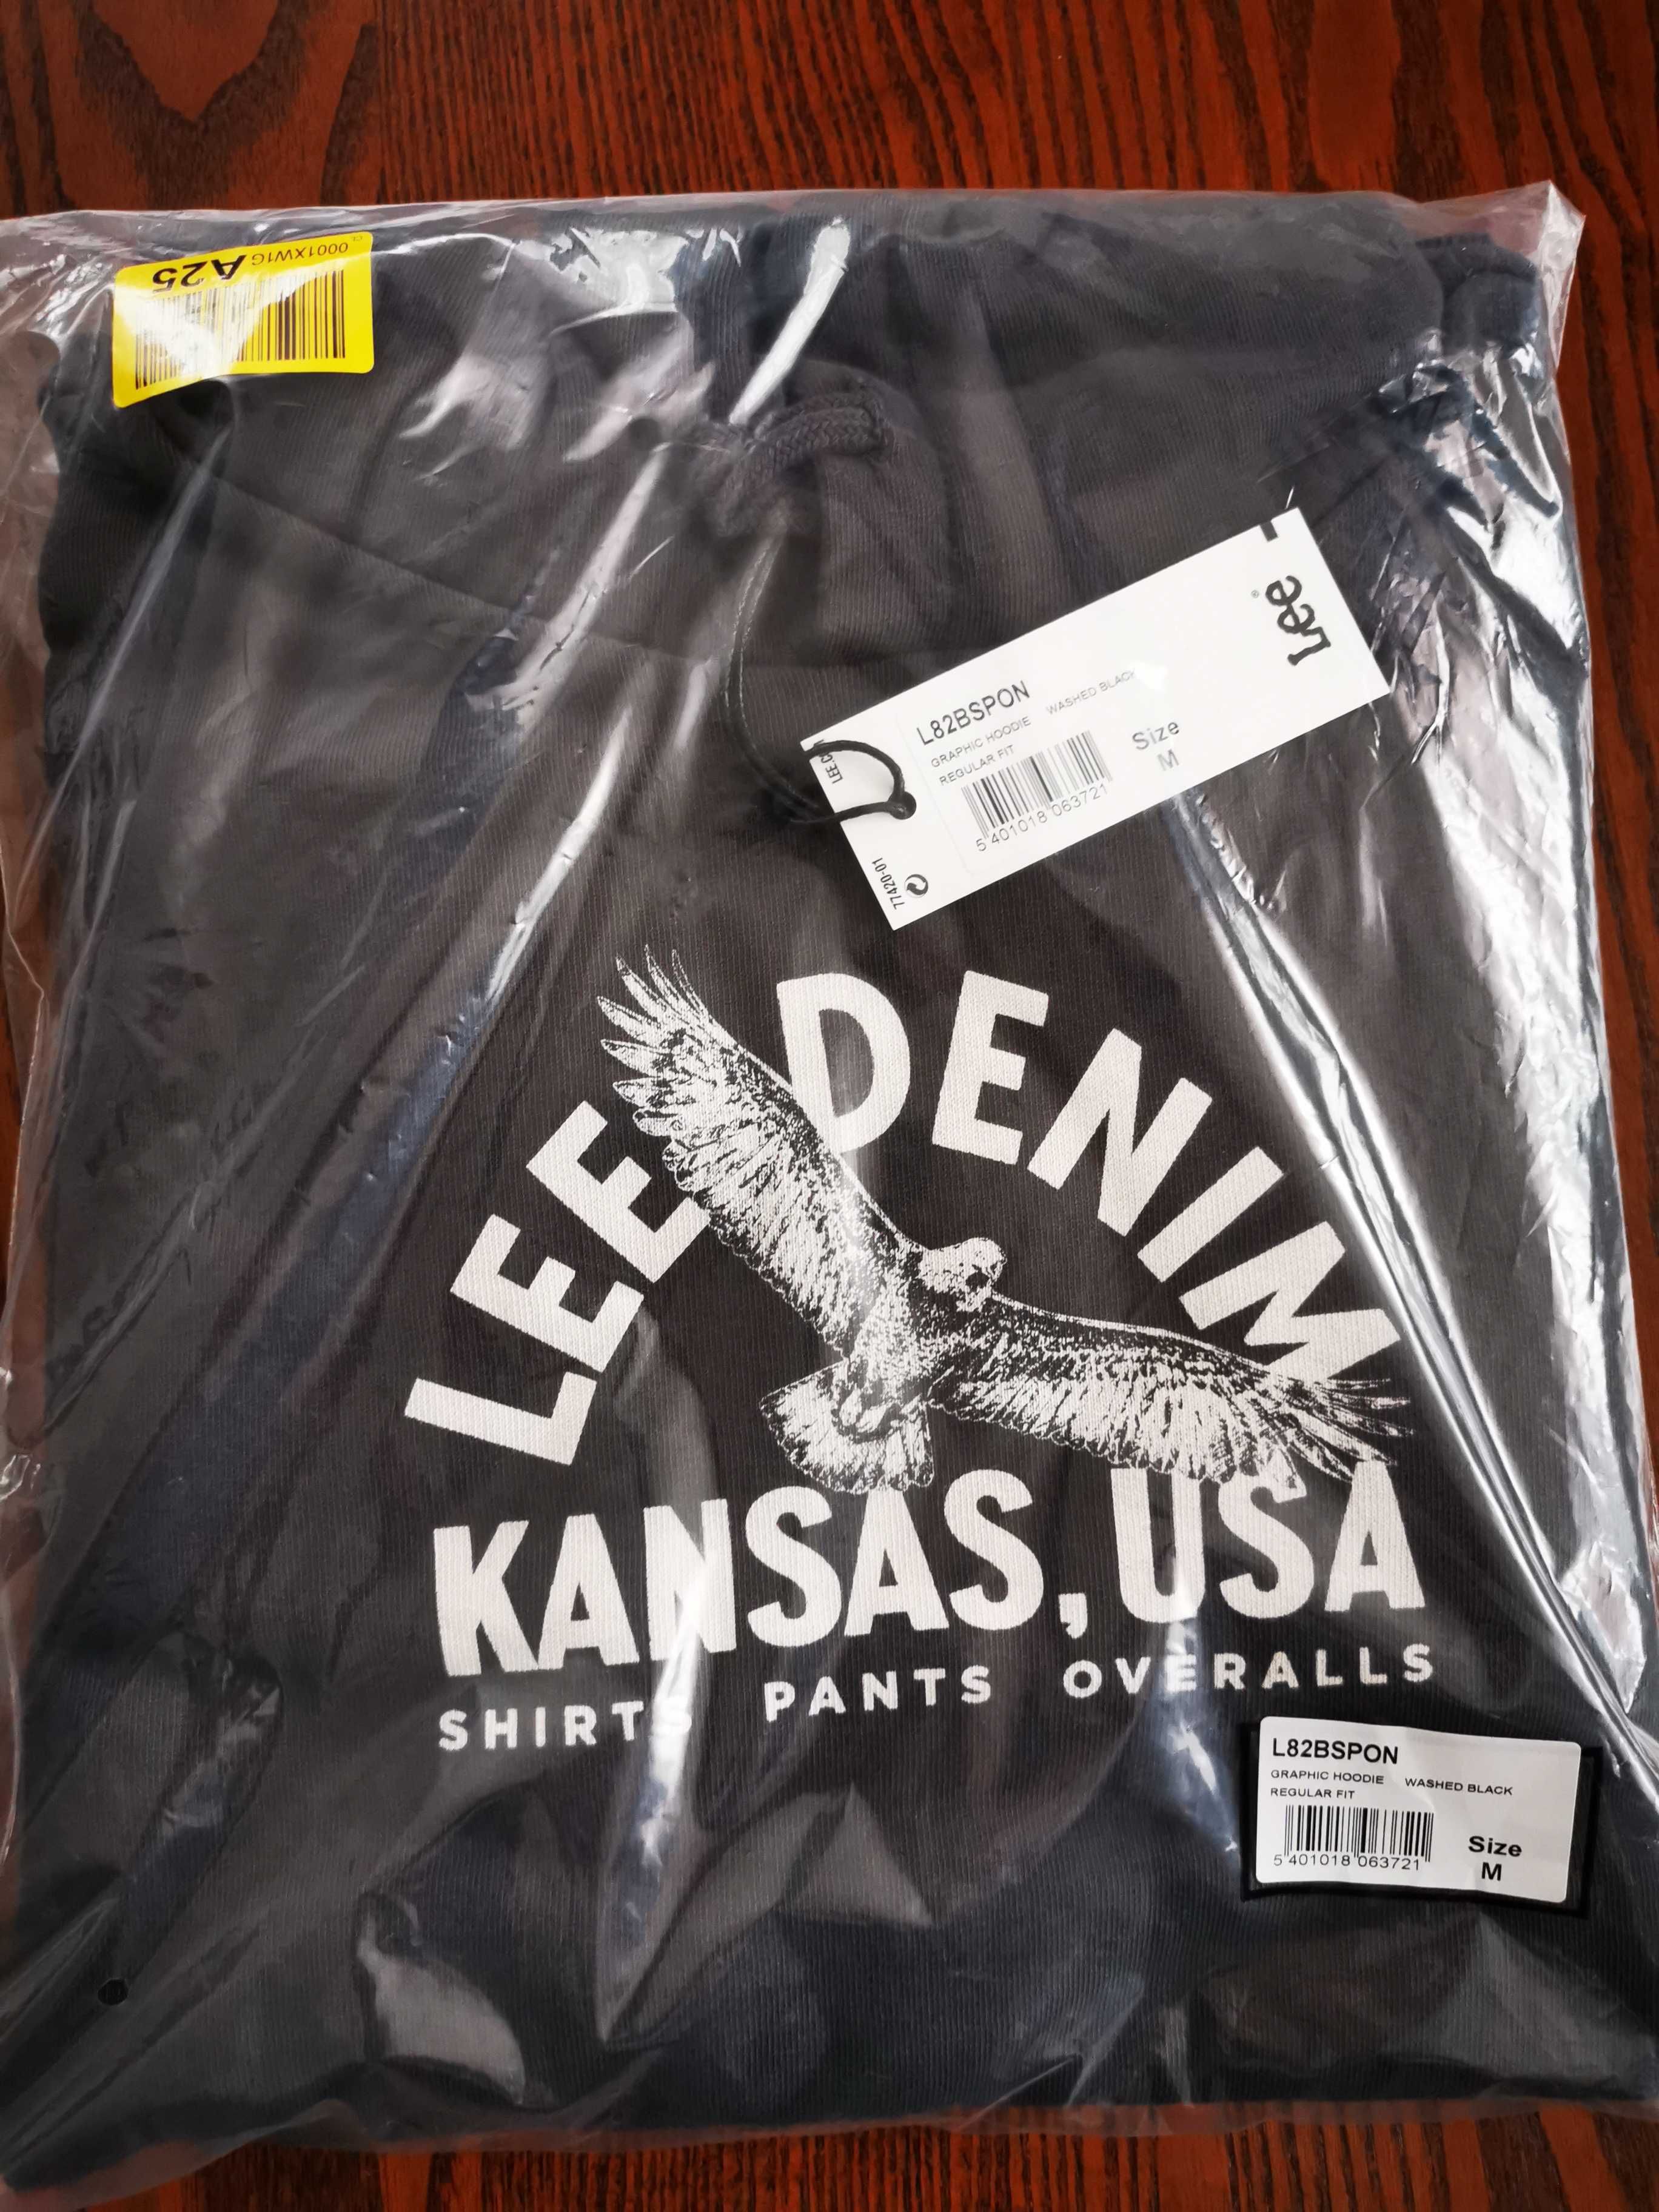 0001XW1G A25
CL
Lee
®
L82BSPON
GRAPHIC HOODIE WASHED BLACK
REGULAR FIT
Size
M
5 401018 063721
77420-01
LEE DENIM
KANSAS, USA
SHIRTS PANTS OVERALLS
L82BSPON
GRAPHIC HOODIE WASHED BLACK
REGULAR FIT
Size
M
5 401018 063721